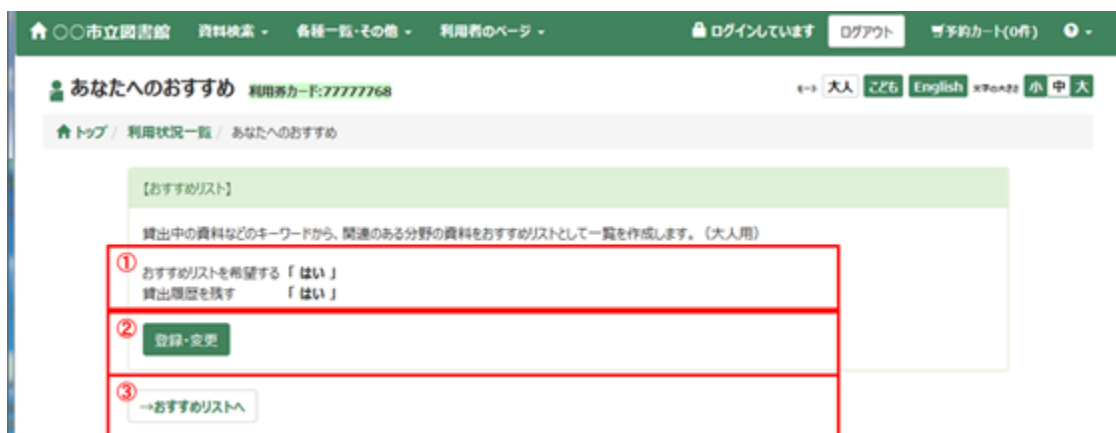 〇〇市立図書館 資料検索 各種一覧・その他 利用者のページ ログインしています ログアウト 予約カート(0件)
あなたへのおすすめ 利用券カード:77777768 モード 大人 こども English 文字の大きさ 小 中 大
トップ / 利用状況一覧 / あなたへのおすすめ
【おすすめリスト】
貸出中の資料などのキーワードから、関連のある分野の資料をおすすめリストとして一覧を作成します。(大人用)
①
おすすめリストを希望する「 はい 」
貸出履歴を残す 「 はい 」
②
登録・変更
③
→おすすめリストへ